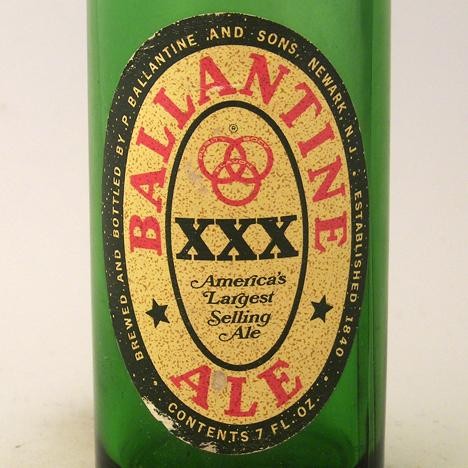 BREWED AND BOTTLED BY P. BALLANTINE AND SONS, NEWARK, N.J. • ESTABLISHED 1840
BALLANTINE
®
XXX
America's
Largest
Selling
Ale
ALE
• CONTENTS 7 FL. OZ. •